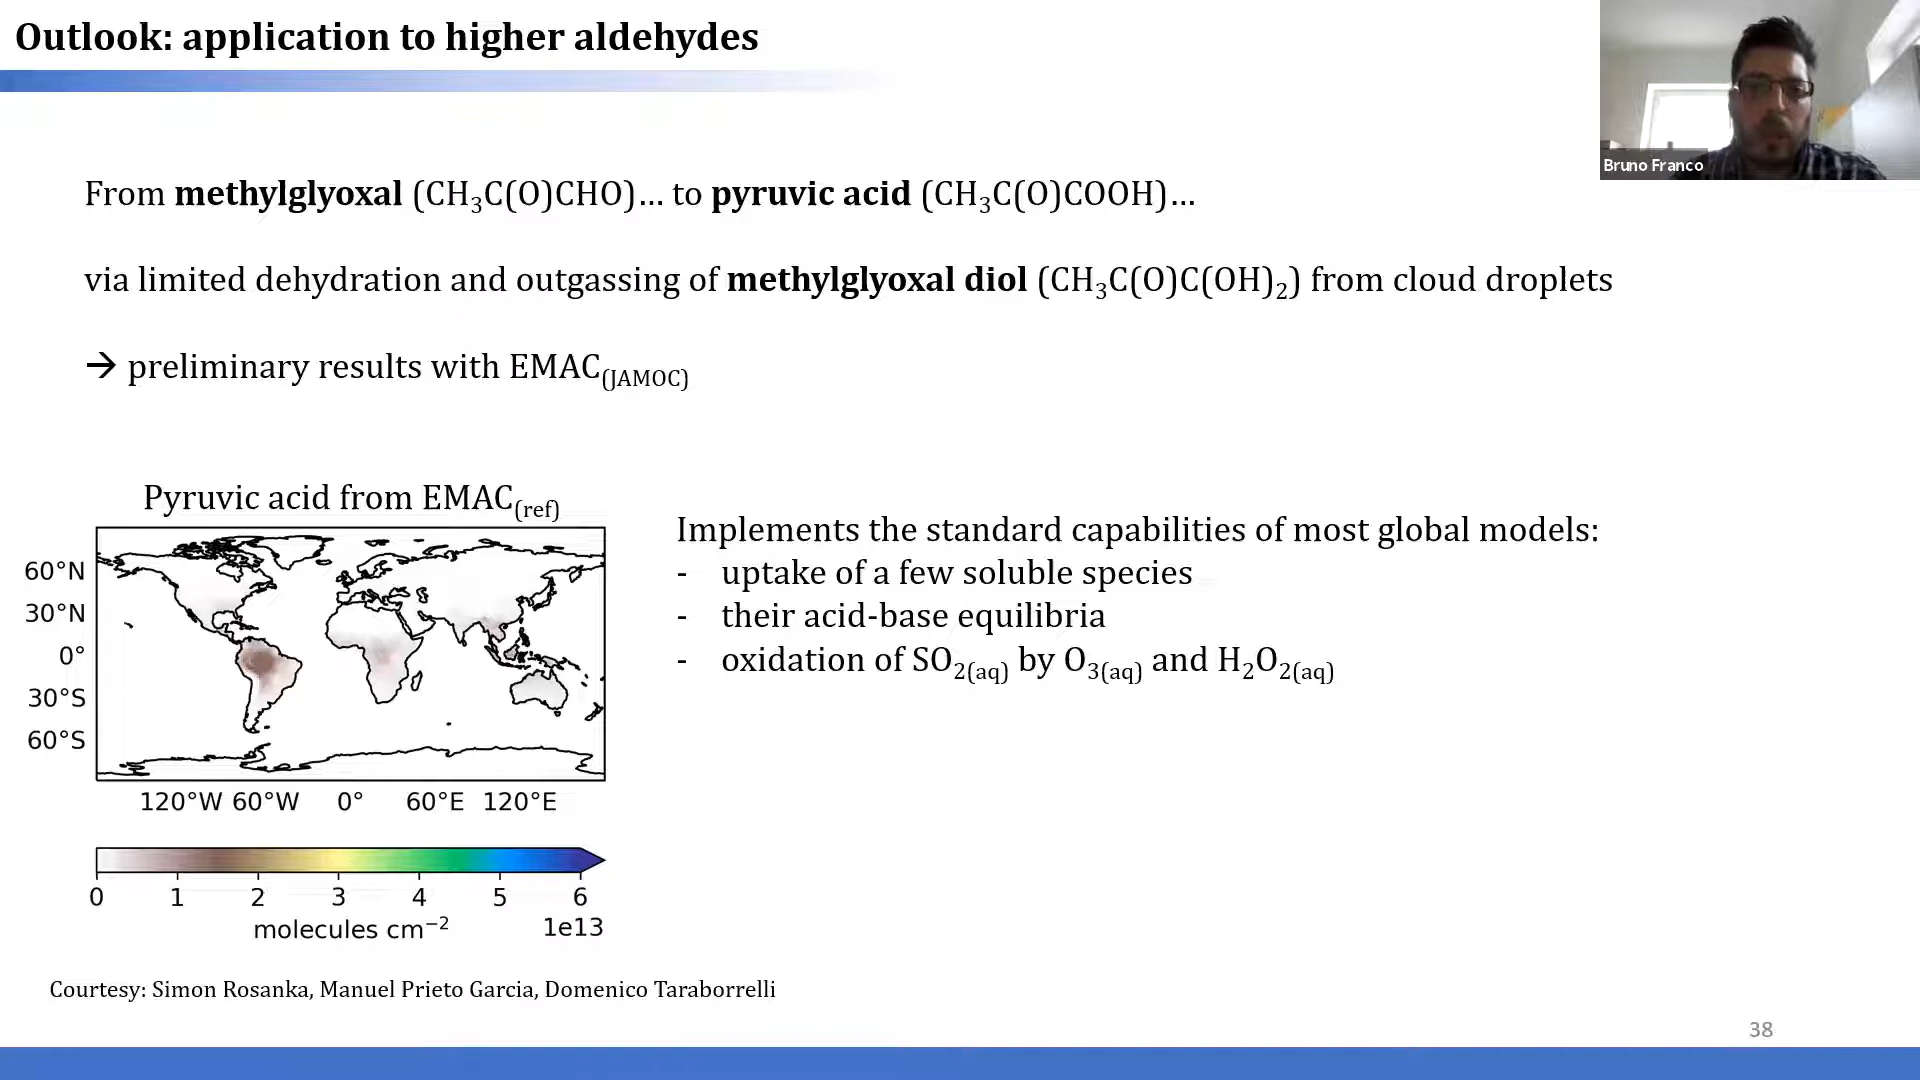 Outlook: application to higher aldehydes
Bruno Franco
From methylglyoxal (CH₃C(O)CHO)… to pyruvic acid (CH₃C(O)COOH)…
via limited dehydration and outgassing of methylglyoxal diol (CH₃C(O)C(OH)₂) from cloud droplets
→ preliminary results with EMAC₍JAMOC₎
Pyruvic acid from EMAC₍ref₎
60°N
30°N
0°
30°S
60°S
120°W 60°W 0° 60°E 120°E
0 1 2 3 4 5 6
molecules cm⁻² 1e13
Implements the standard capabilities of most global models:
- uptake of a few soluble species
- their acid-base equilibria
- oxidation of SO₂₍aq₎ by O₃₍aq₎ and H₂O₂₍aq₎
Courtesy: Simon Rosanka, Manuel Prieto Garcia, Domenico Taraborrelli
38